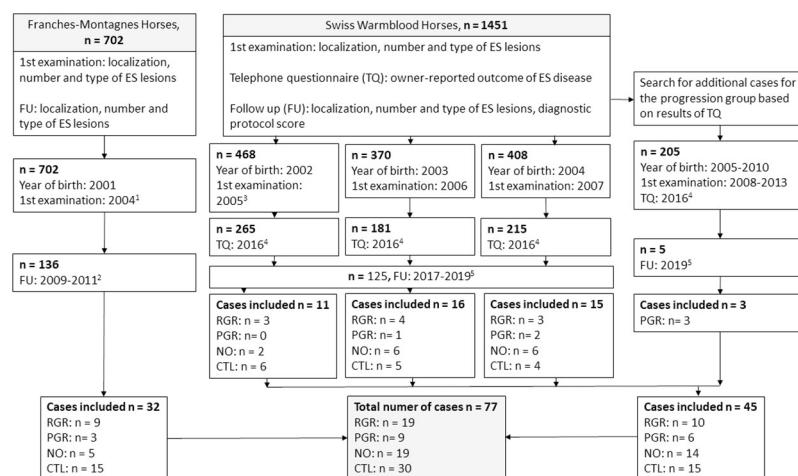 Franches-Montagnes Horses,
n = 702
1st examination: localization,
number and type of ES lesions
FU: localization, number and
type of ES lesions
Swiss Warmblood Horses, n = 1451
1st examination: localization, number and type of ES lesions
Telephone questionnaire (TQ): owner-reported outcome of ES disease
Follow up (FU): localization, number and type of ES lesions, diagnostic
protocol score
Search for additional cases for
the progression group based
on results of TQ
n = 702
Year of birth: 2001
1st examination: 2004¹
n = 468
Year of birth: 2002
1st examination:
2005³
n = 370
Year of birth: 2003
1st examination: 2006
n = 408
Year of birth: 2004
1st examination: 2007
n = 205
Year of birth: 2005-2010
1st examination: 2008-2013
TQ: 2016⁴
n = 265
TQ: 2016⁴
n = 181
TQ: 2016⁴
n = 215
TQ: 2016⁴
n = 136
FU: 2009-2011²
n = 125, FU: 2017-2019⁵
n = 5
FU: 2019⁵
Cases included n = 11
RGR: n = 3
PGR: n= 0
NO: n = 2
CTL: n = 6
Cases included n = 16
RGR: n = 4
PGR: n= 1
NO: n = 6
CTL: n = 5
Cases included n = 15
RGR: n = 3
PGR: n = 2
NO: n = 6
CTL: n = 4
Cases included n = 3
PGR: n= 3
Cases included n = 32
RGR: n = 9
PGR: n = 3
NO: n = 5
CTL: n = 15
Total numer of cases n = 77
RGR: n = 19
PGR: n = 9
NO: n = 19
CTL: n = 30
Cases included n = 45
RGR: n = 10
PGR: n = 6
NO: n = 14
CTL: n = 15